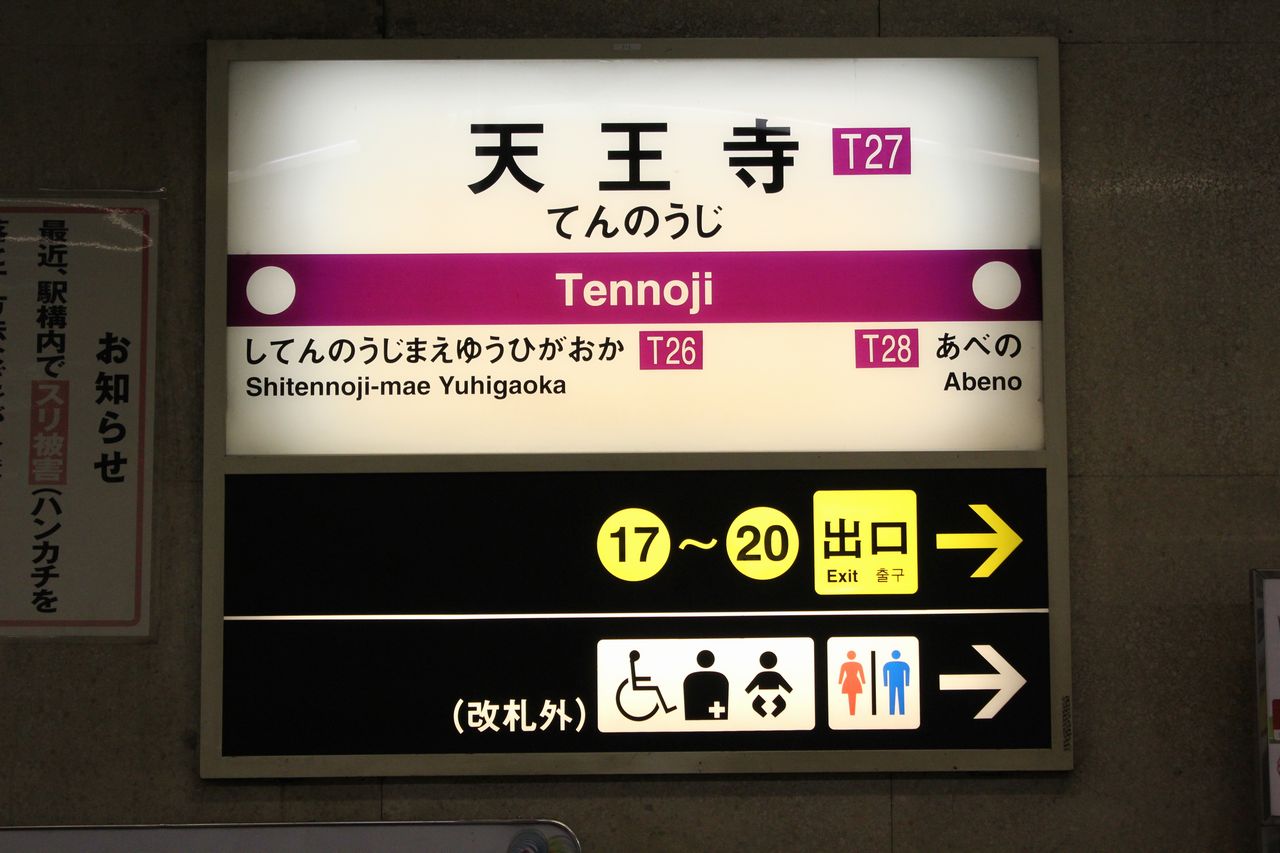 天王寺 T27
てんのうじ
Tennoji
してんのうじまえゆうひがおか T26
Shitennoji-mae Yuhigaoka
T28 あべの
Abeno
17～20 出口
Exit 출구
(改札外)
お知らせ
最近、駅構内でスリ被害(ハンカチを